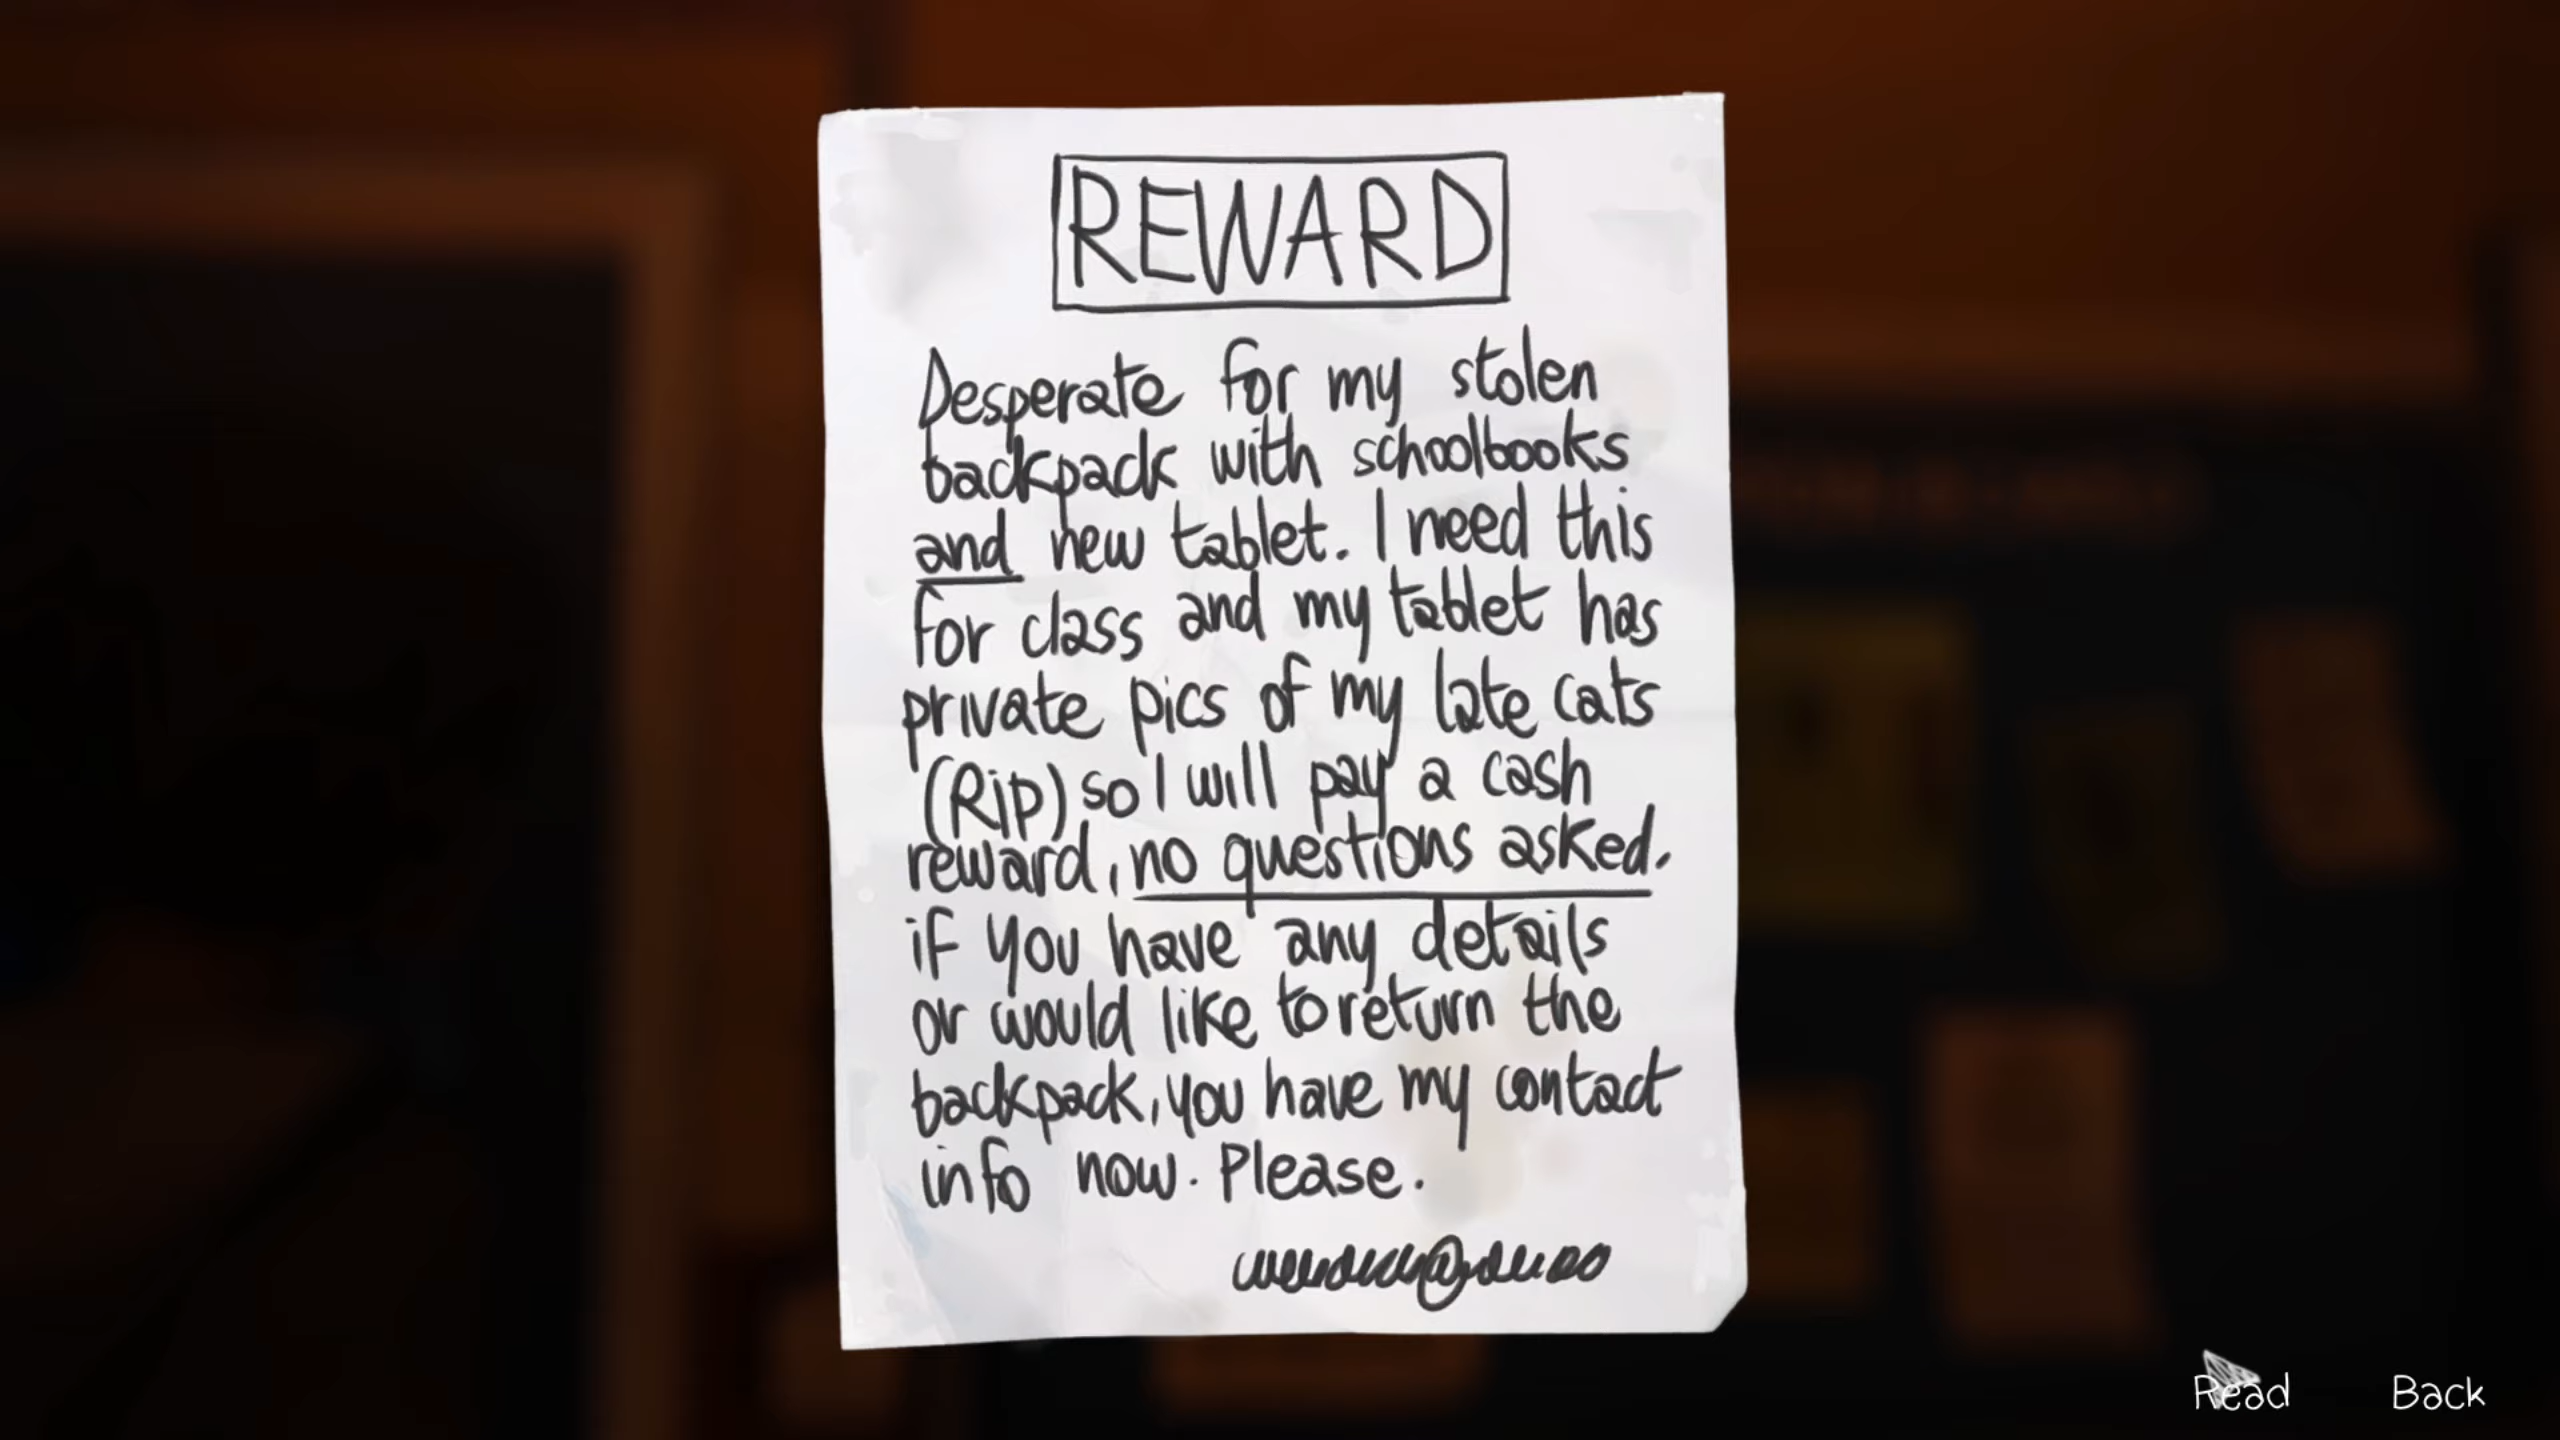 REWARD
Desperate for my stolen
backpack with schoolbooks
and new tablet. I need this
for class and my tablet has
private pics of my late cats
(Rip) so I will pay a cash
reward, no questions asked.
if you have any details
or would like to return the
backpack, you have my contact
info now. Please.
Read
Back